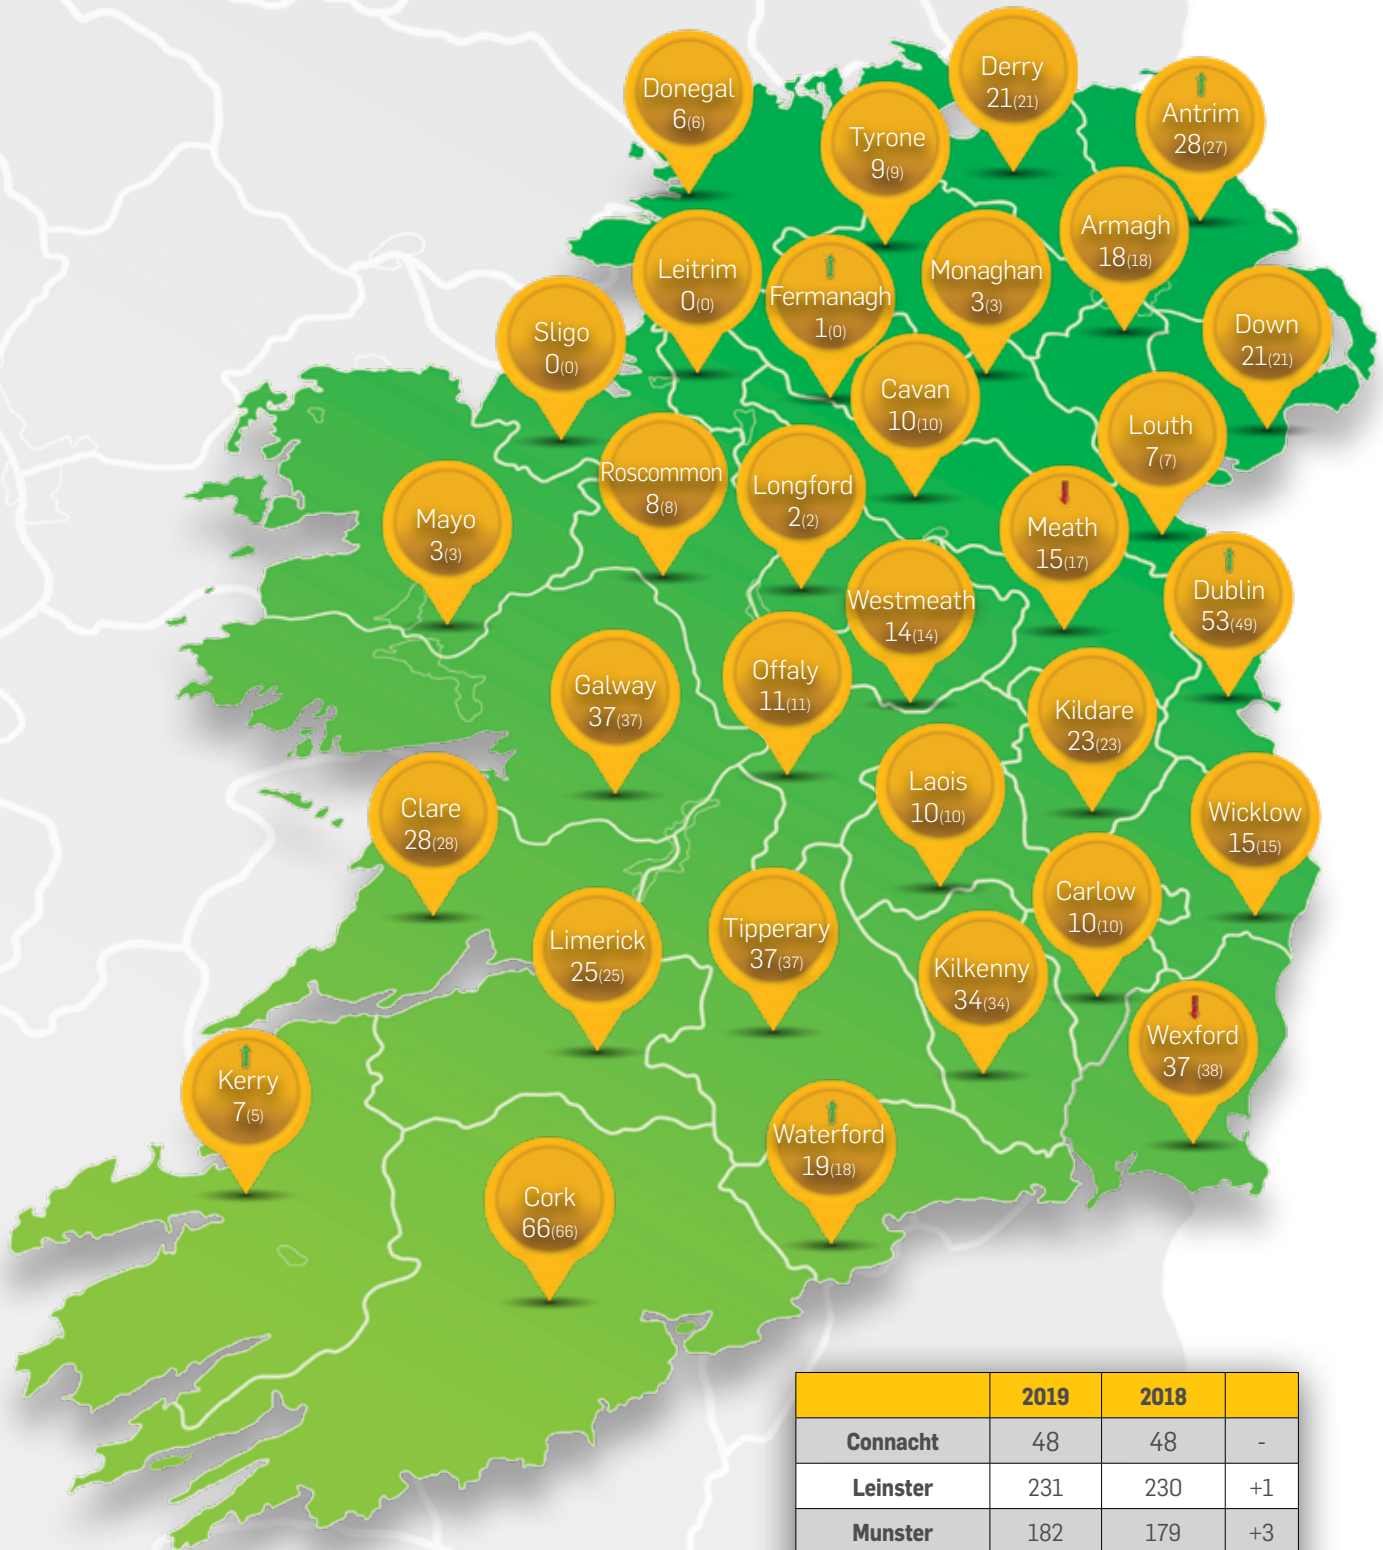 Derry
21(21)
Donegal
6(6)
Antrim
28(27)
Tyrone
9(9)
Armagh
18(18)
Leitrim
0(0)
Monaghan
3(3)
Fermanagh
1(0)
Sligo
0(0)
Down
21(21)
Cavan
10(10)
Louth
7(7)
Roscommon
8(8)
Longford
2(2)
Mayo
3(3)
Meath
15(17)
Westmeath
14(14)
Dublin
53(49)
Galway
37(37)
Offaly
11(11)
Kildare
23(23)
Laois
10(10)
Clare
28(28)
Wicklow
15(15)
Carlow
10(10)
Limerick
25(25)
Tipperary
37(37)
Kilkenny
34(34)
Wexford
37 (38)
Kerry
7(5)
Waterford
19(18)
Cork
66(66)
2019 2018
Connacht 48 48 -
Leinster 231 230 +1
Munster 182 179 +3